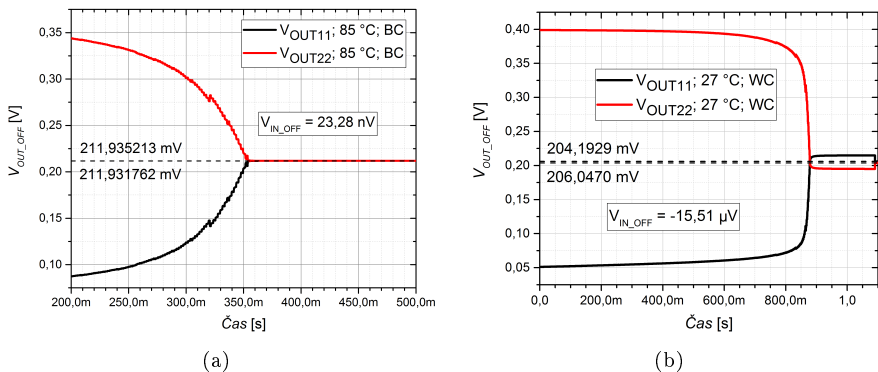 V_OUT11; 85 °C; BC
V_OUT22; 85 °C; BC
V_IN_OFF = 23,28 nV
211,935213 mV
211,931762 mV
V_OUT_OFF [V]
0,35
0,30
0,25
0,20
0,15
0,10
200,0m 250,0m 300,0m 350,0m 400,0m 450,0m 500,0m
Čas [s]
(a)
V_OUT11; 27 °C; WC
V_OUT22; 27 °C; WC
204,1929 mV
206,0470 mV
V_IN_OFF = -15,51 µV
V_OUT_OFF [V]
0,40
0,35
0,30
0,25
0,20
0,15
0,10
0,05
0,0 200,0m 400,0m 600,0m 800,0m 1,0
Čas [s]
(b)